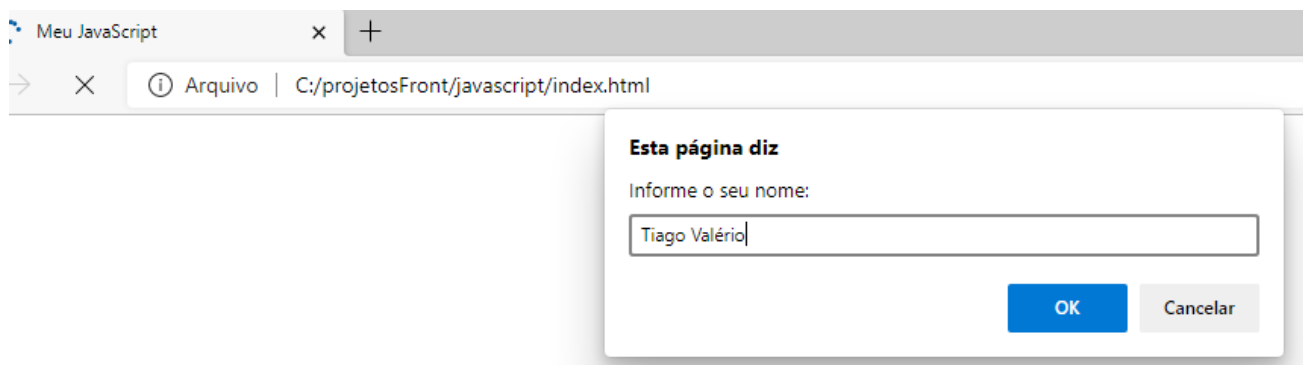 Meu JavaScript
Arquivo | C:/projetosFront/javascript/index.html
Esta página diz
Informe o seu nome:
Tiago Valério
OK Cancelar